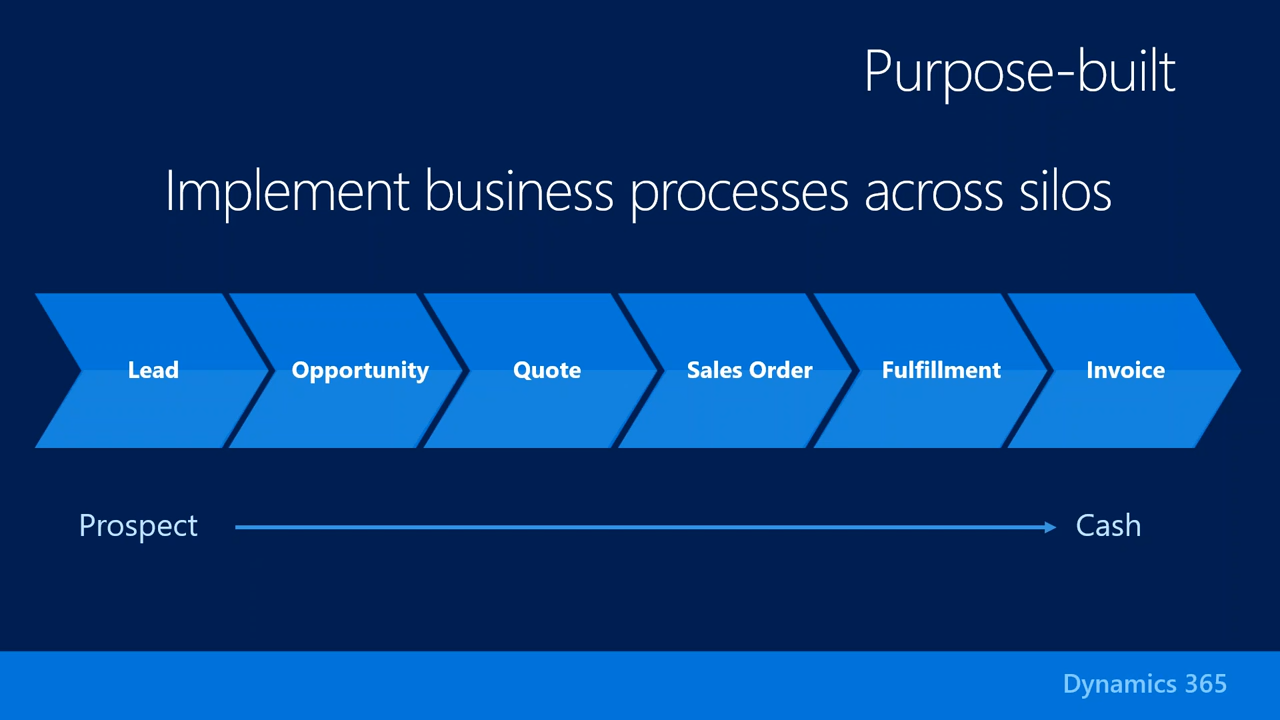 Purpose-built
Implement business processes across silos
Lead
Opportunity
Quote
Sales Order
Fulfillment
Invoice
Prospect
Cash
Dynamics 365